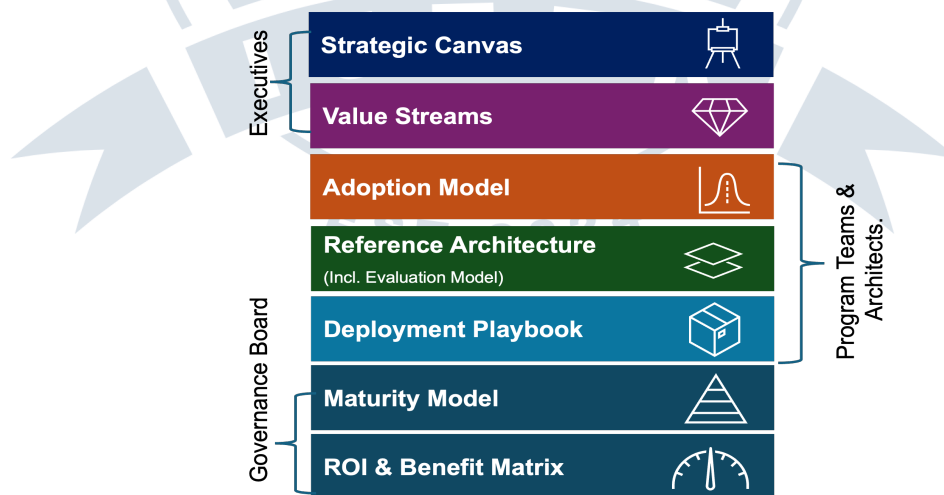 Executives
Strategic Canvas
Value Streams
Adoption Model
Reference Architecture
(Incl. Evaluation Model)
Deployment Playbook
Program Teams &
Architects.
Governance Board
Maturity Model
ROI & Benefit Matrix